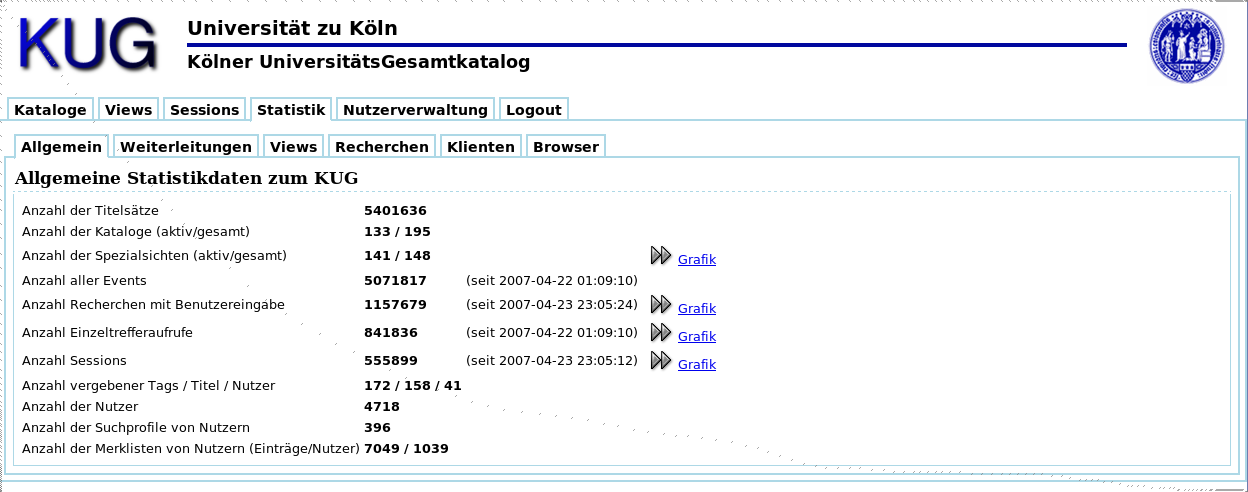 KUG
Universität zu Köln
Kölner UniversitätsGesamtkatalog
Kataloge Views Sessions Statistik Nutzerverwaltung Logout
Allgemein Weiterleitungen Views Recherchen Klienten Browser
Allgemeine Statistikdaten zum KUG
Anzahl der Titelsätze 5401636
Anzahl der Kataloge (aktiv/gesamt) 133 / 195
Anzahl der Spezialsichten (aktiv/gesamt) 141 / 148 Grafik
Anzahl aller Events 5071817 (seit 2007-04-22 01:09:10)
Anzahl Recherchen mit Benutzereingabe 1157679 (seit 2007-04-23 23:05:24) Grafik
Anzahl Einzeltrefferaufrufe 841836 (seit 2007-04-22 01:09:10) Grafik
Anzahl Sessions 555899 (seit 2007-04-23 23:05:12) Grafik
Anzahl vergebener Tags / Titel / Nutzer 172 / 158 / 41
Anzahl der Nutzer 4718
Anzahl der Suchprofile von Nutzern 396
Anzahl der Merklisten von Nutzern (Einträge/Nutzer) 7049 / 1039